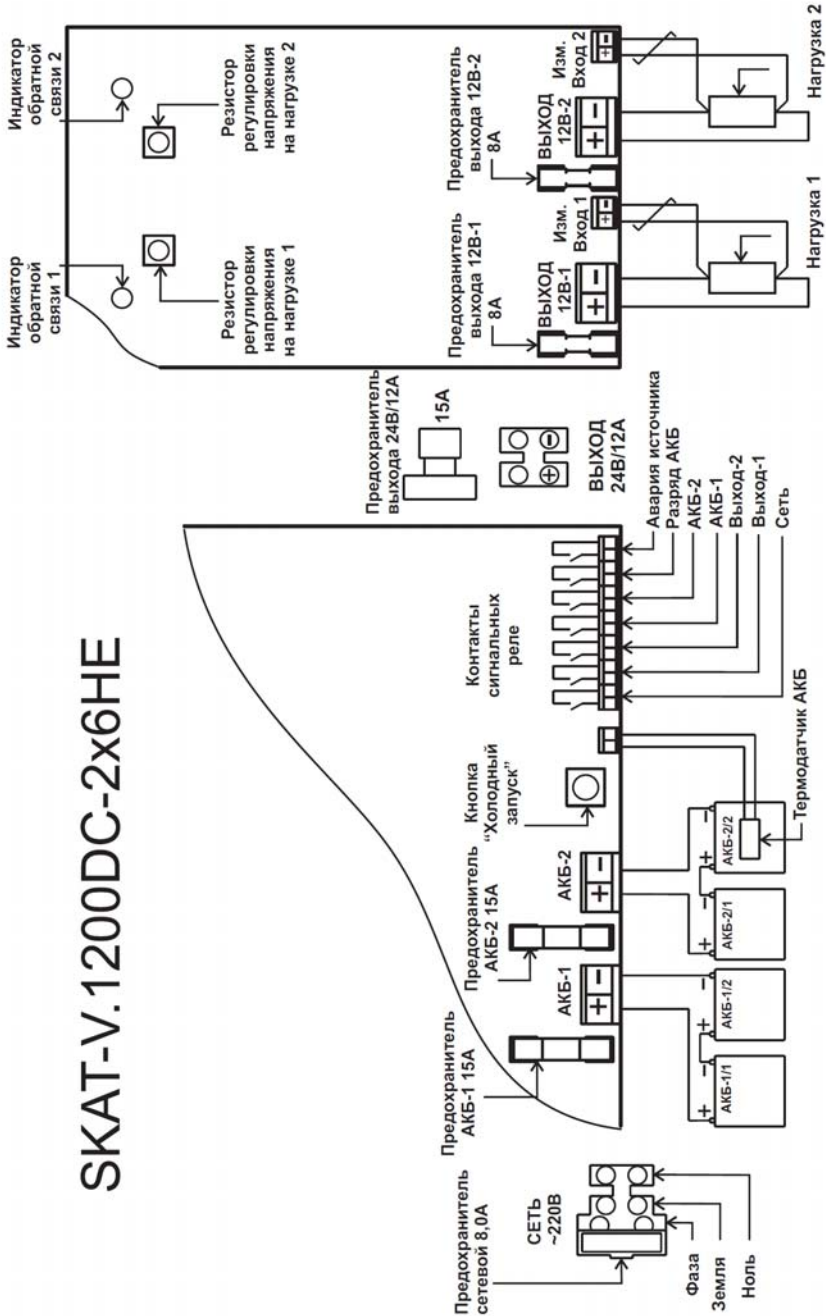 SKAT-V.1200DC-2x6HE
Предохранитель
сетевой 8,0А
СЕТЬ
~220В
Фаза
Земля
Ноль
Предохранитель
АКБ-1 15А
Предохранитель
АКБ-2 15А
Кнопка
“Холодный
запуск”
Контакты
сигнальных
реле
АКБ-1
+ −
АКБ-2
+ −
+ −
АКБ-1/1
+ −
АКБ-1/2
+ −
АКБ-2/1
+ −
АКБ-2/2
Термодатчик АКБ
Авария источника
Разряд АКБ
АКБ-2
АКБ-1
Выход-2
Выход-1
Сеть
Предохранитель
выхода 24В/12А
15А
+ −
ВЫХОД
24В/12А
Индикатор
обратной
связи 1
Индикатор
обратной
связи 2
Резистор
регулировки
напряжения
на нагрузке 1
Резистор
регулировки
напряжения
на нагрузке 2
Предохранитель
выхода 12В-1
8А
Предохранитель
выхода 12В-2
8А
ВЫХОД
12В-1
+ −
Изм.
Вход 1
+ −
ВЫХОД
12В-2
+ −
Изм.
Вход 2
+ −
Нагрузка 1
Нагрузка 2